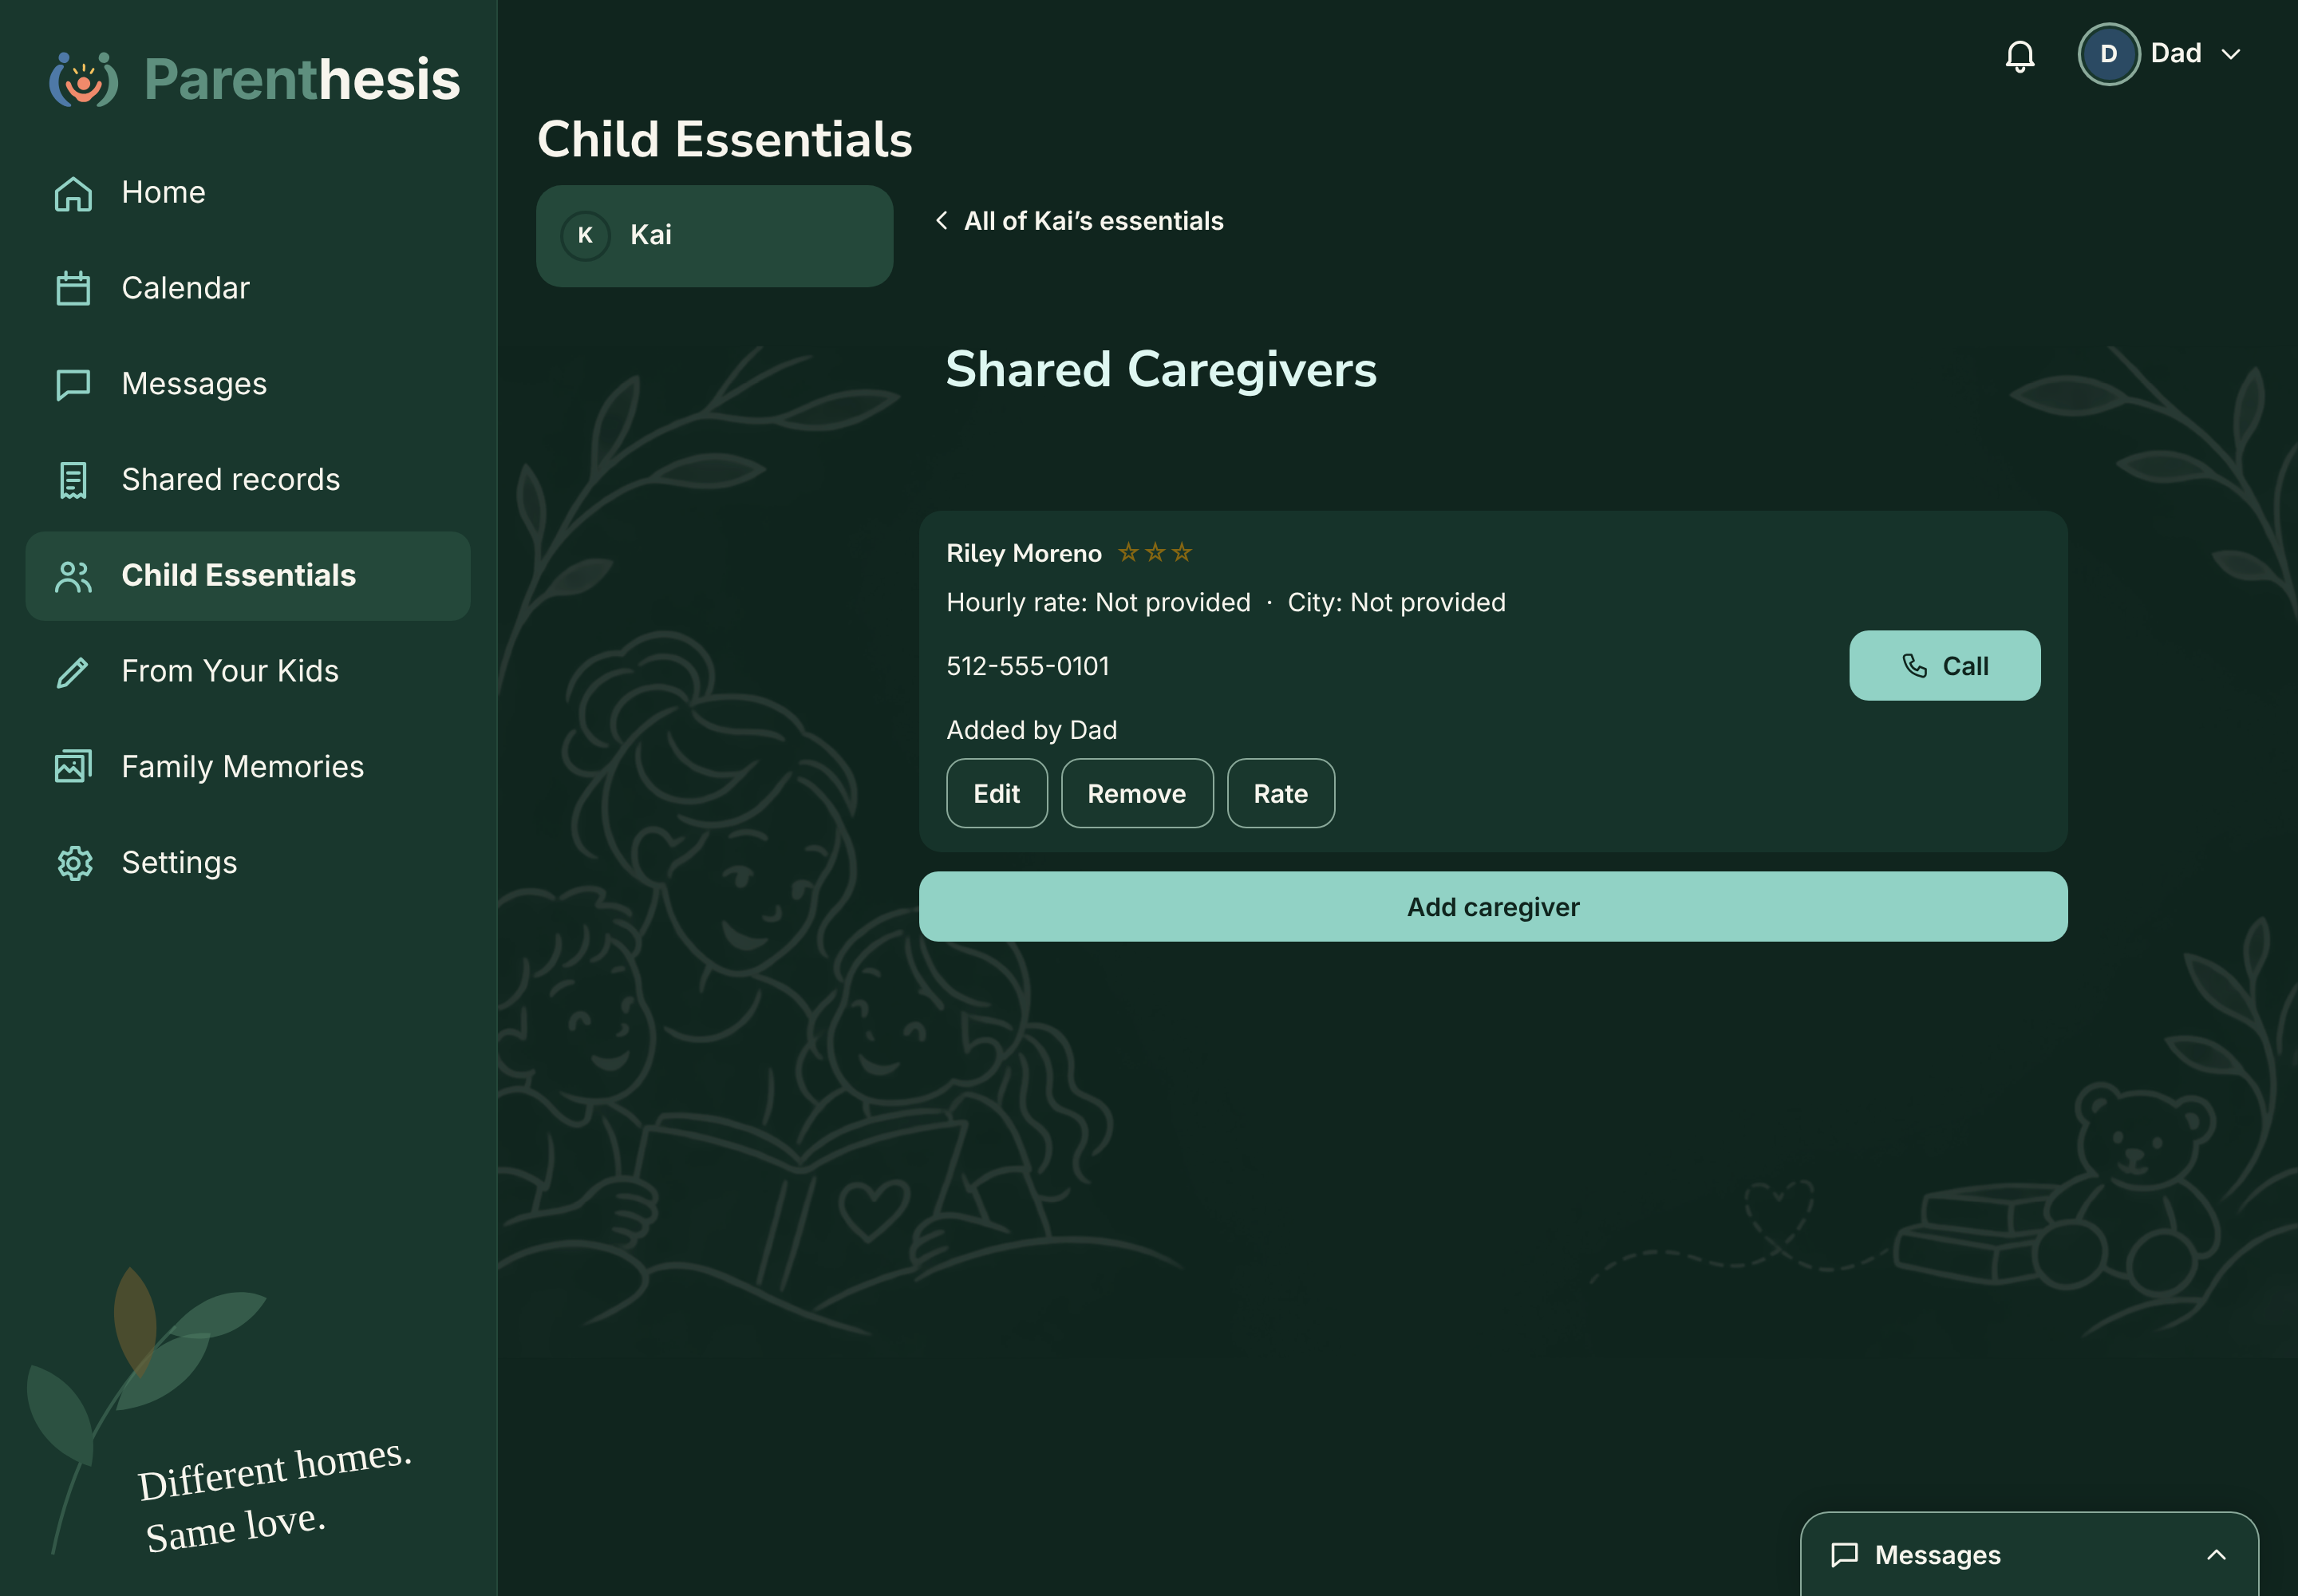 Parenthesis
D Dad
Child Essentials
Home
K Kai
All of Kai’s essentials
Calendar
Messages
Shared records
Child Essentials
From Your Kids
Family Memories
Settings
Shared Caregivers
Riley Moreno ☆☆☆
Hourly rate: Not provided · City: Not provided
512-555-0101
Call
Added by Dad
Edit Remove Rate
Add caregiver
Different homes.
Same love.
Messages